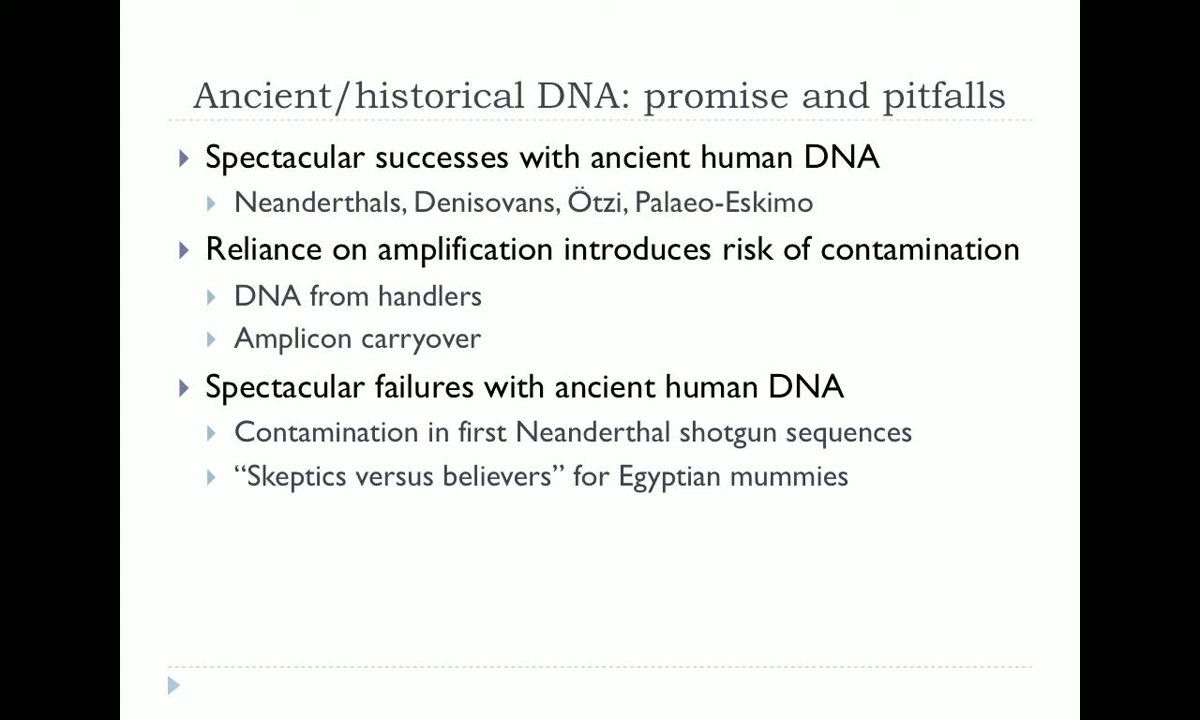 Ancient/historical DNA: promise and pitfalls
Spectacular successes with ancient human DNA
Neanderthals, Denisovans, Ötzi, Palaeo-Eskimo
Reliance on amplification introduces risk of contamination
DNA from handlers
Amplicon carryover
Spectacular failures with ancient human DNA
Contamination in first Neanderthal shotgun sequences
“Skeptics versus believers” for Egyptian mummies